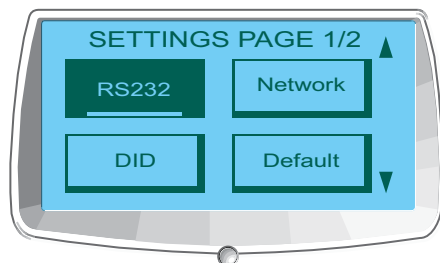 SETTINGS PAGE 1/2
RS232
Network
DID
Default